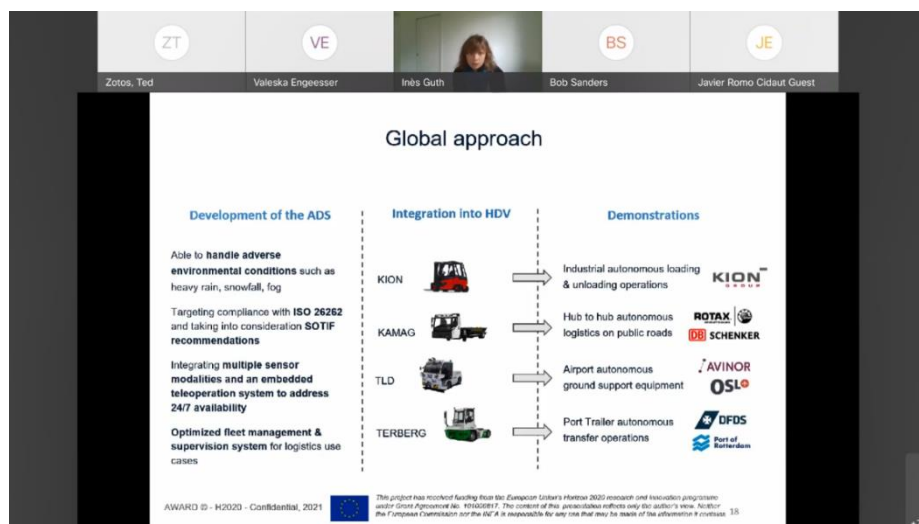 ZT
VE
BS
JE
Zotos, Ted
Valeska Engeesser
Inès Guth
Bob Sanders
Javier Romo Cidaut Guest
Global approach
Development of the ADS
Able to handle adverse
environmental conditions such as
heavy rain, snowfall, fog
Targeting compliance with ISO 26262
and taking into consideration SOTIF
recommendations
Integrating multiple sensor
modalities and an embedded
teleoperation system to address
24/7 availability
Optimized fleet management &
supervision system for logistics use
cases
Integration into HDV
KION
KAMAG
TLD
TERBERG
Demonstrations
Industrial autonomous loading
& unloading operations
KION
GROUP
Hub to hub autonomous
logistics on public roads
ROTAX
DB SCHENKER
Airport autonomous
ground support equipment
AVINOR
OSL
Port Trailer autonomous
transfer operations
DFDS
Port of
Rotterdam
AWARD © - H2020 - Confidential, 2021
This project has received funding from the European Union's Horizon 2020 research and innovation programme
under Grant Agreement No. 101006817. The content of this presentation reflects only the author's view. Neither
the European Commission nor the INEA is responsible for any use that may be made of the information it contains.
18